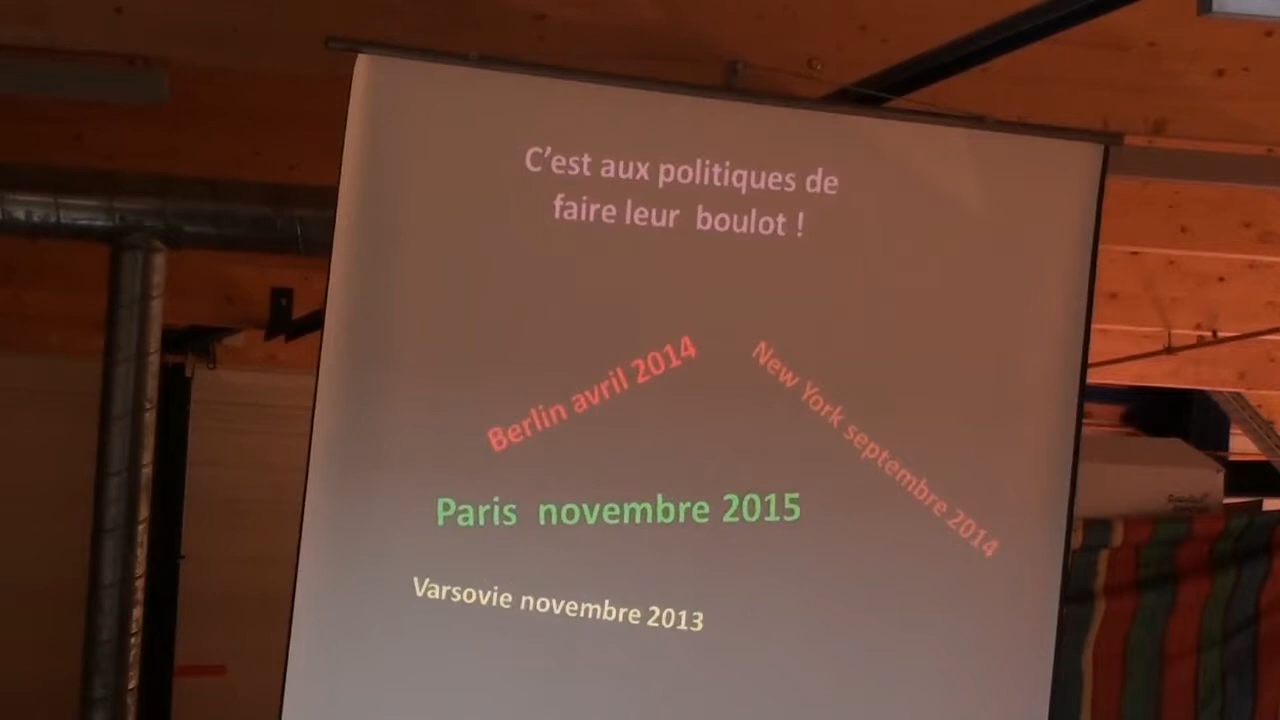 C'est aux politiques de
faire leur boulot !
Berlin avril 2014
New York septembre 2014
Paris novembre 2015
Varsovie novembre 2013